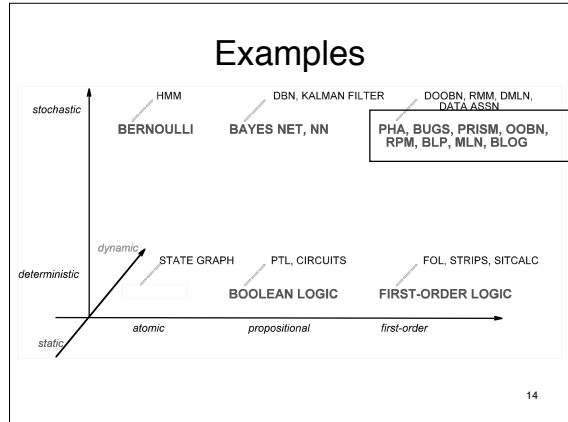 Examples
HMM
DBN, KALMAN FILTER
DOOBN, RMM, DMLN,
DATA ASSN
stochastic
BERNOULLI
BAYES NET, NN
PHA, BUGS, PRISM, OOBN,
RPM, BLP, MLN, BLOG
dynamic
STATE GRAPH
PTL, CIRCUITS
FOL, STRIPS, SITCALC
deterministic
BOOLEAN LOGIC
FIRST-ORDER LOGIC
atomic
propositional
first-order
static
14